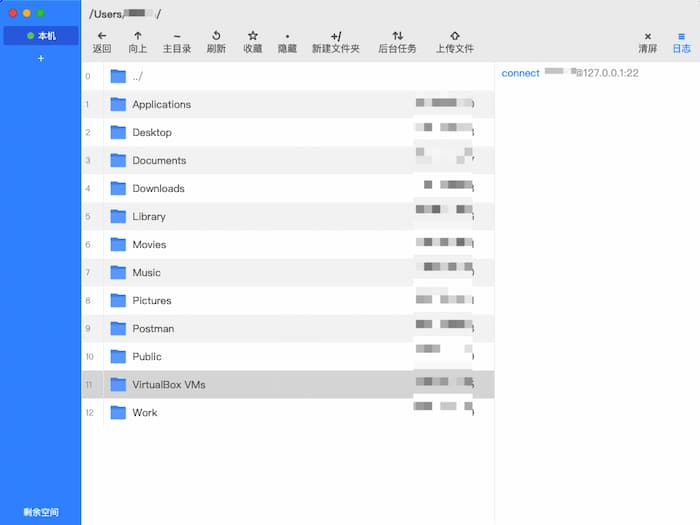 /Users/ /
本机
+
返回 向上 主目录 刷新 收藏 隐藏 新建文件夹 后台任务 上传文件 清屏 日志
connect @127.0.0.1:22
0 ../
1 Applications
2 Desktop
3 Documents
4 Downloads
5 Library
6 Movies
7 Music
8 Pictures
9 Postman
10 Public
11 VirtualBox VMs
12 Work
剩余空间